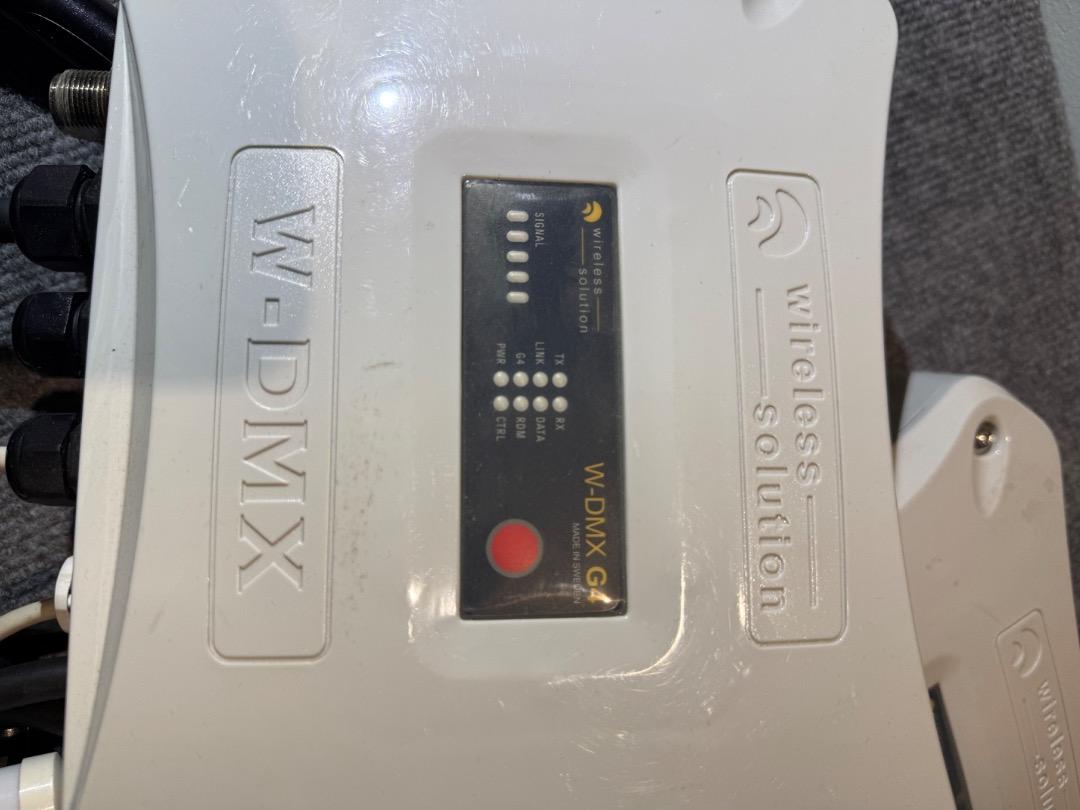 wireless
solution
wireless
solution
W-DMX G4
MADE IN SWEDEN
SIGNAL
TX RX
LINK DATA
G4 RDM
PWR CTRL
W-DMX
wireless